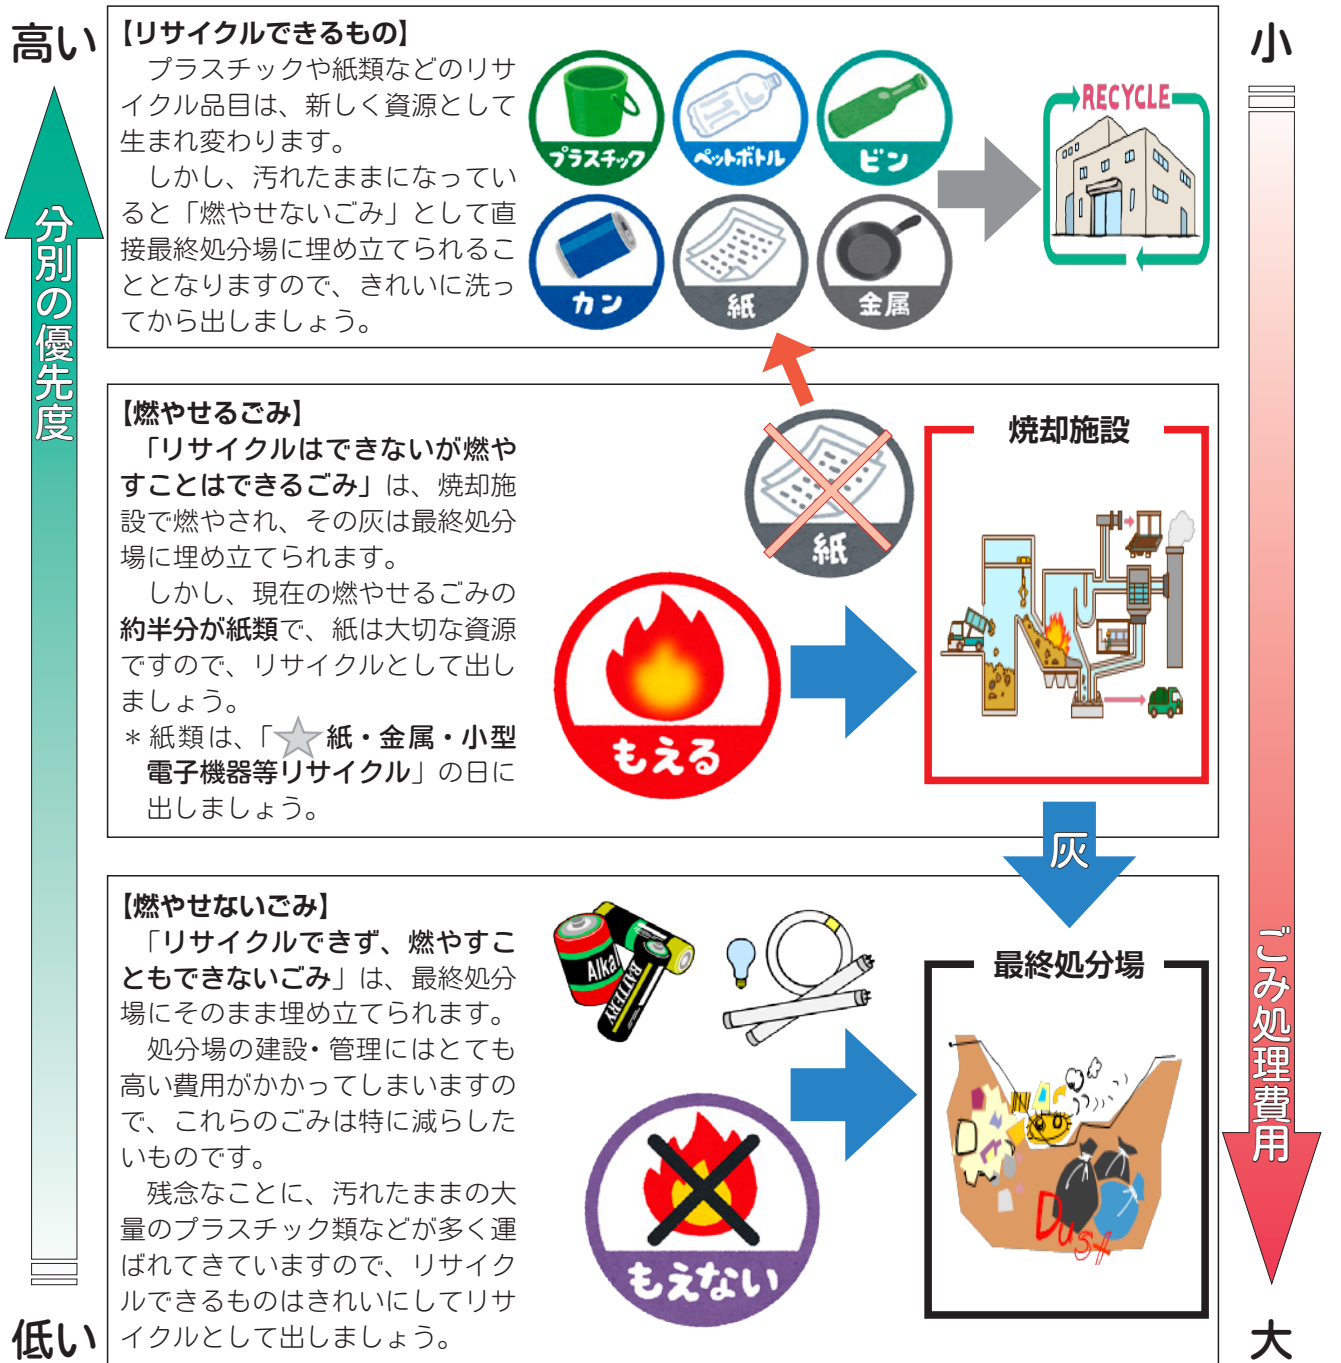 高い
分別の優先度
低い
【リサイクルできるもの】
プラスチックや紙類などのリサ
イクル品目は、新しく資源として
生まれ変わります。
しかし、汚れたままになってい
ると「燃やせないごみ」として直
接最終処分場に埋め立てられるこ
ととなりますので、きれいに洗っ
てから出しましょう。
プラスチック
ペットボトル
ビン
カン
紙
金属
RECYCLE
【燃やせるごみ】
「リサイクルはできないが燃や
すことはできるごみ」は、焼却施
設で燃やされ、その灰は最終処分
場に埋め立てられます。
しかし、現在の燃やせるごみの
約半分が紙類で、紙は大切な資源
ですので、リサイクルとして出し
ましょう。
＊紙類は、「☆紙・金属・小型
電子機器等リサイクル」の日に
出しましょう。
紙
もえる
焼却施設
灰
【燃やせないごみ】
「リサイクルできず、燃やすこ
ともできないごみ」は、最終処分
場にそのまま埋め立てられます。
処分場の建設・管理にはとても
高い費用がかかってしまいますの
で、これらのごみは特に減らした
いものです。
残念なことに、汚れたままの大
量のプラスチック類などが多く運
ばれてきていますので、リサイク
ルできるものはきれいにしてリサ
イクルとして出しましょう。
Alkal
BATTERY
もえない
最終処分場
Dust
小
ごみ処理費用
大